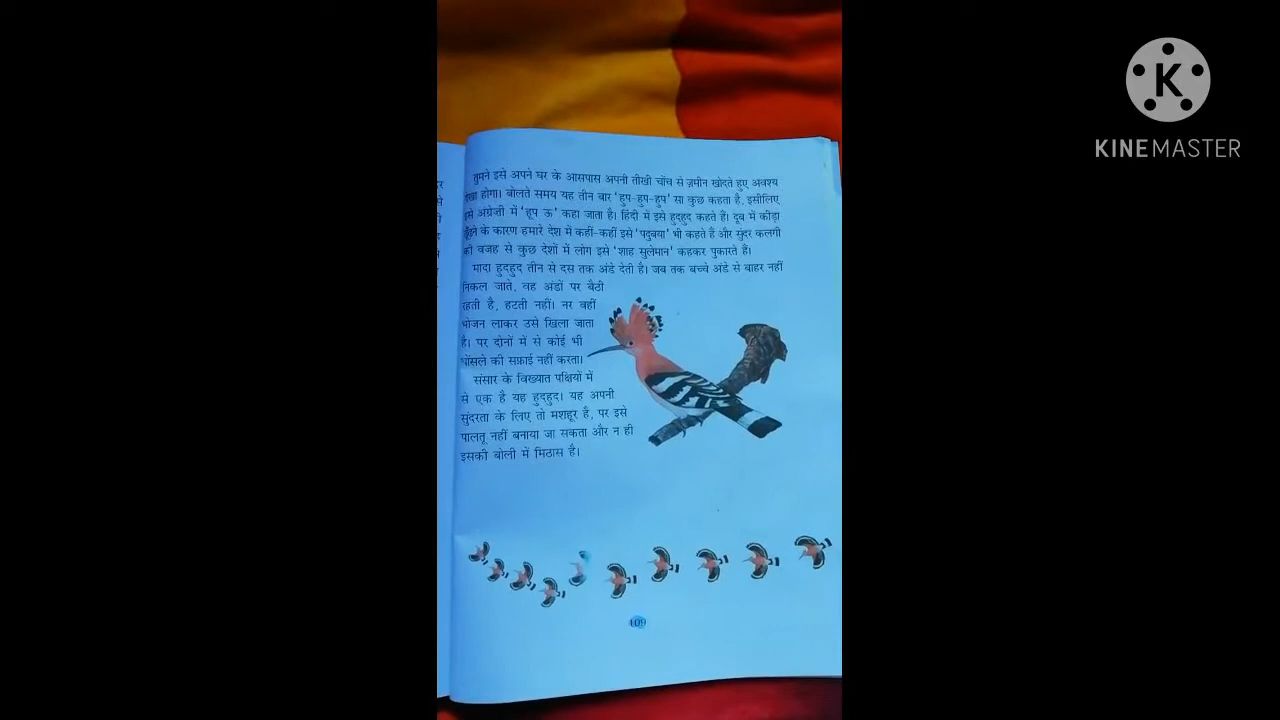 तुमने इसे अपने घर के आसपास अपनी तीखी चोंच से ज़मीन खोदते हुए अवश्य
देखा होगा। बोलते समय यह तीन बार 'हुप-हुप-हुप' सा कुछ कहता है, इसीलिए
इसे अंग्रेज़ी में 'हूप ऊ' कहा जाता है। हिंदी में इसे हुदहुद कहते हैं। दूब में कीड़ा
ढूँढ़ने के कारण हमारे देश में कहीं-कहीं इसे 'पदुबया' भी कहते हैं और सुंदर कलगी
की वजह से कुछ देशों में लोग इसे 'शाह सुलेमान' कहकर पुकारते हैं।
मादा हुदहुद तीन से दस तक अंडे देती है। जब तक बच्चे अंडे से बाहर नहीं
निकल जाते, वह अंडों पर बैठी
रहती है, हटती नहीं। नर वहीं
भोजन लाकर उसे खिला जाता
है। पर दोनों में से कोई भी
घोंसले की सफ़ाई नहीं करता।
संसार के विख्यात पक्षियों में
से एक है यह हुदहुद। यह अपनी
सुंदरता के लिए तो मशहूर है, पर इसे
पालतू नहीं बनाया जा सकता और न ही
इसकी बोली में मिठास है।
109
K
KINEMASTER